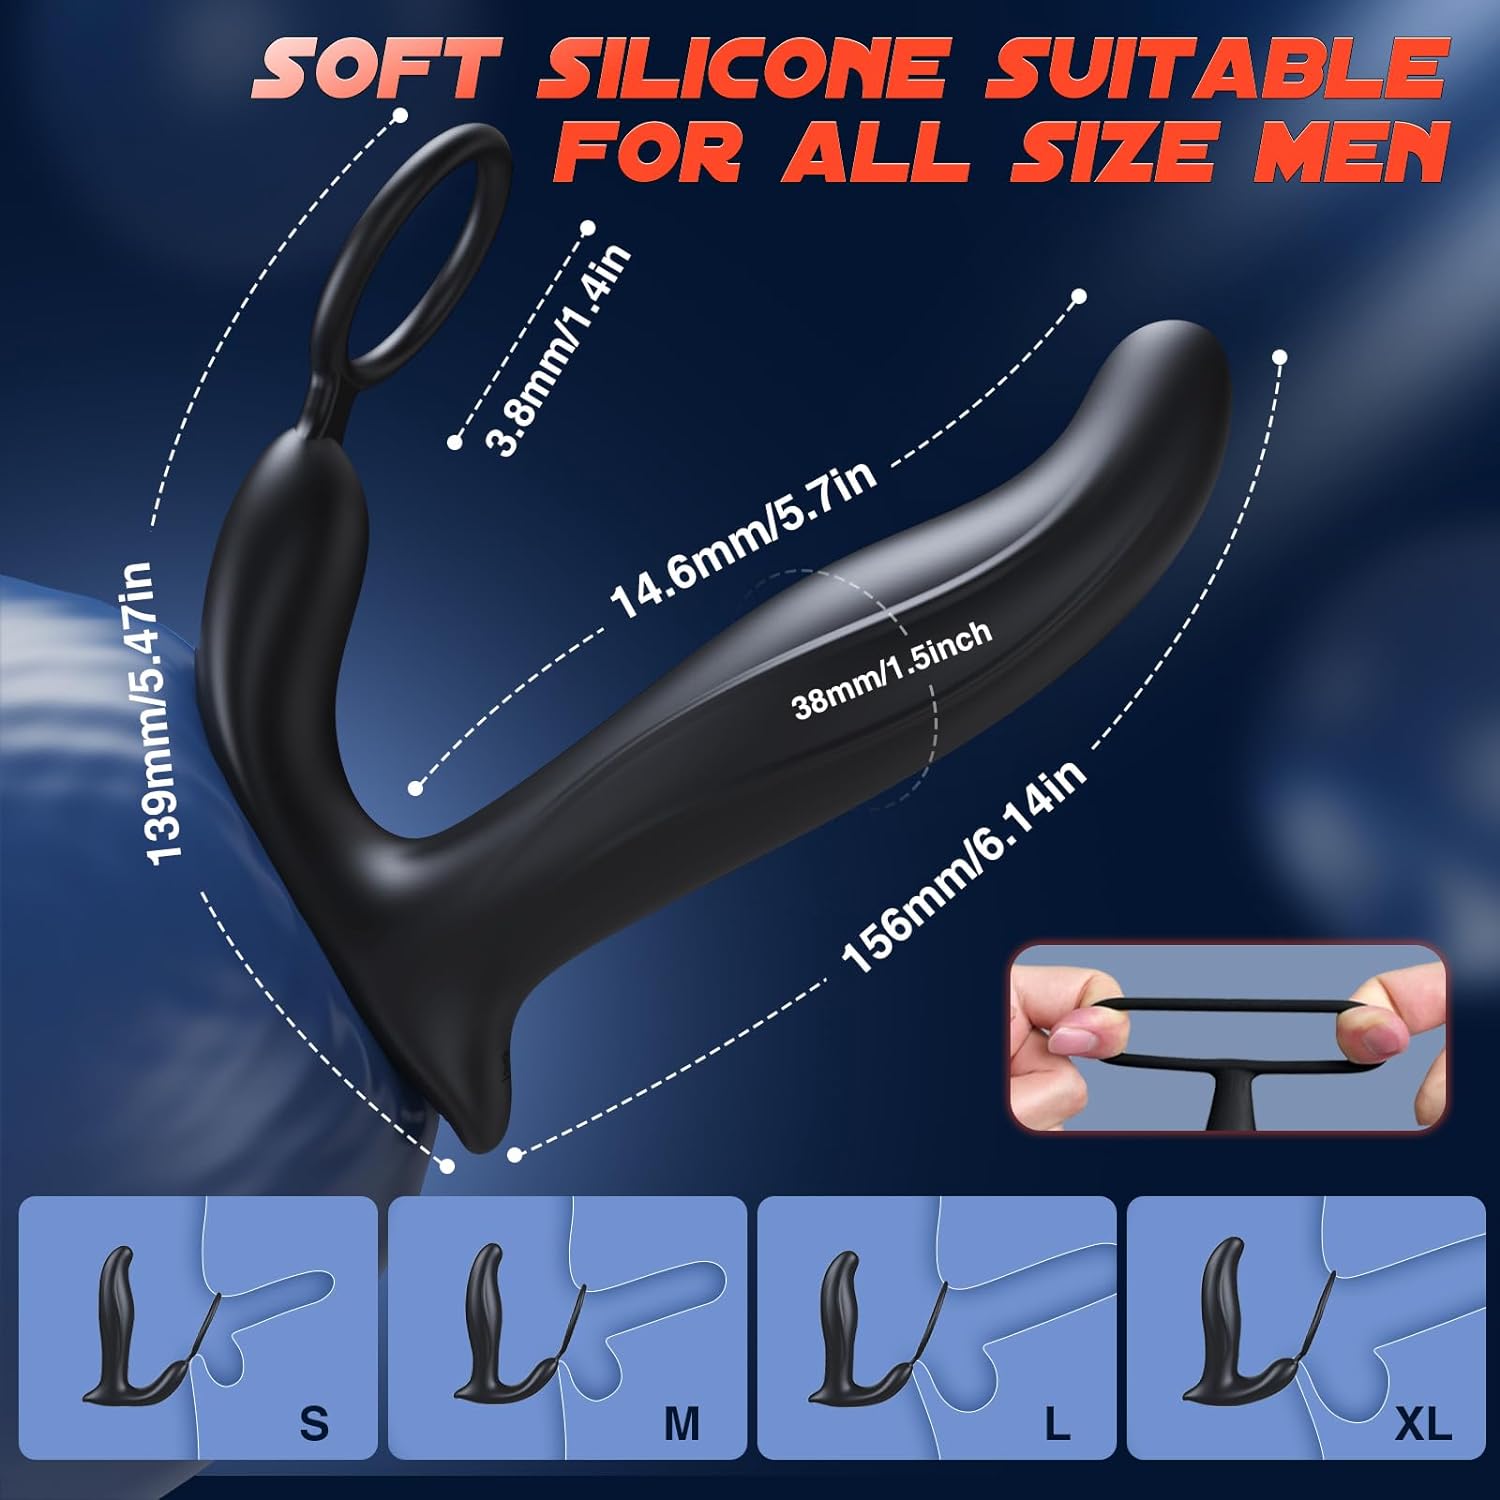 SOFT SILICONE SUITABLE
FOR ALL SIZE MEN
3.8mm/1.4in
14.6mm/5.7in
38mm/1.5inch
139mm/5.47in
156mm/6.14in
S
M
L
XL